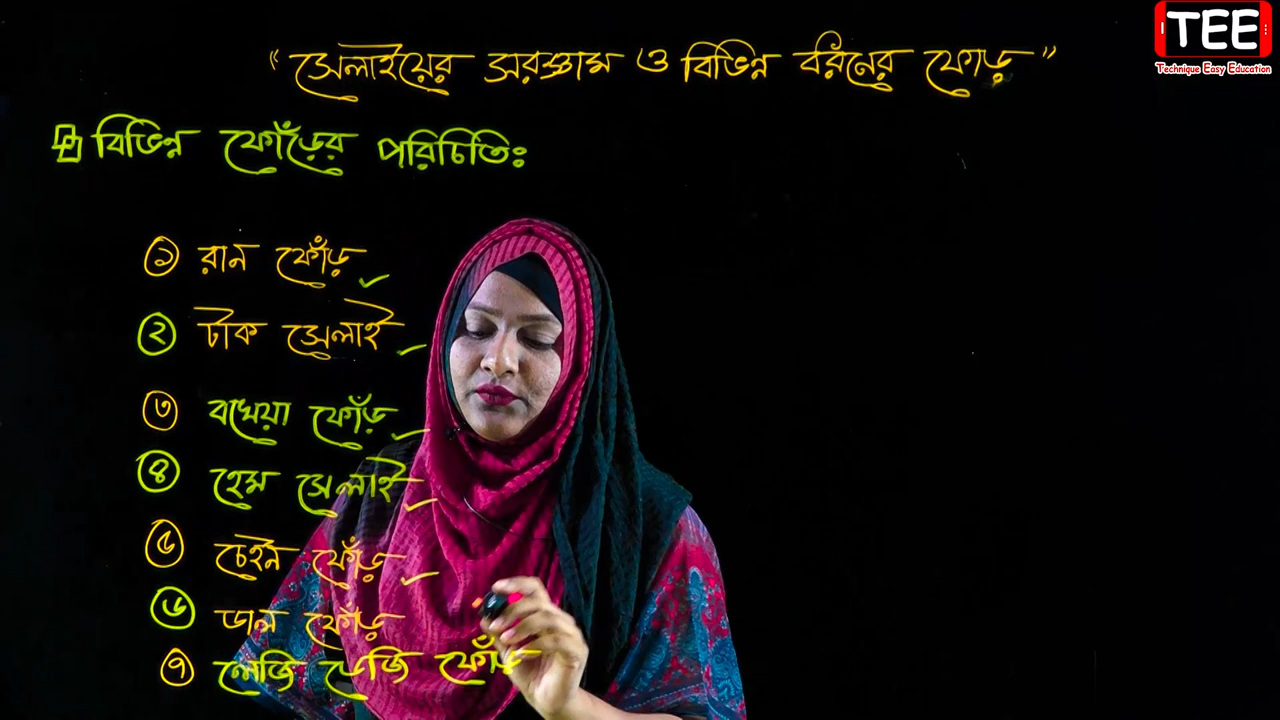 TEE
Technique Easy Education
“সেলাইয়ের সরঞ্জাম ও বিভিন্ন ধরনের ফোড়”
বিভিন্ন ফোঁড়ের পরিচিতিঃ
১ রান ফোঁড়
২ টাক সেলাই
৩ বখেয়া ফোঁড়
৪ হেম সেলাই
৫ চেইন ফোঁড়
৬ ডাল ফোঁড়
৭ লেজি ডেজি ফোঁড়